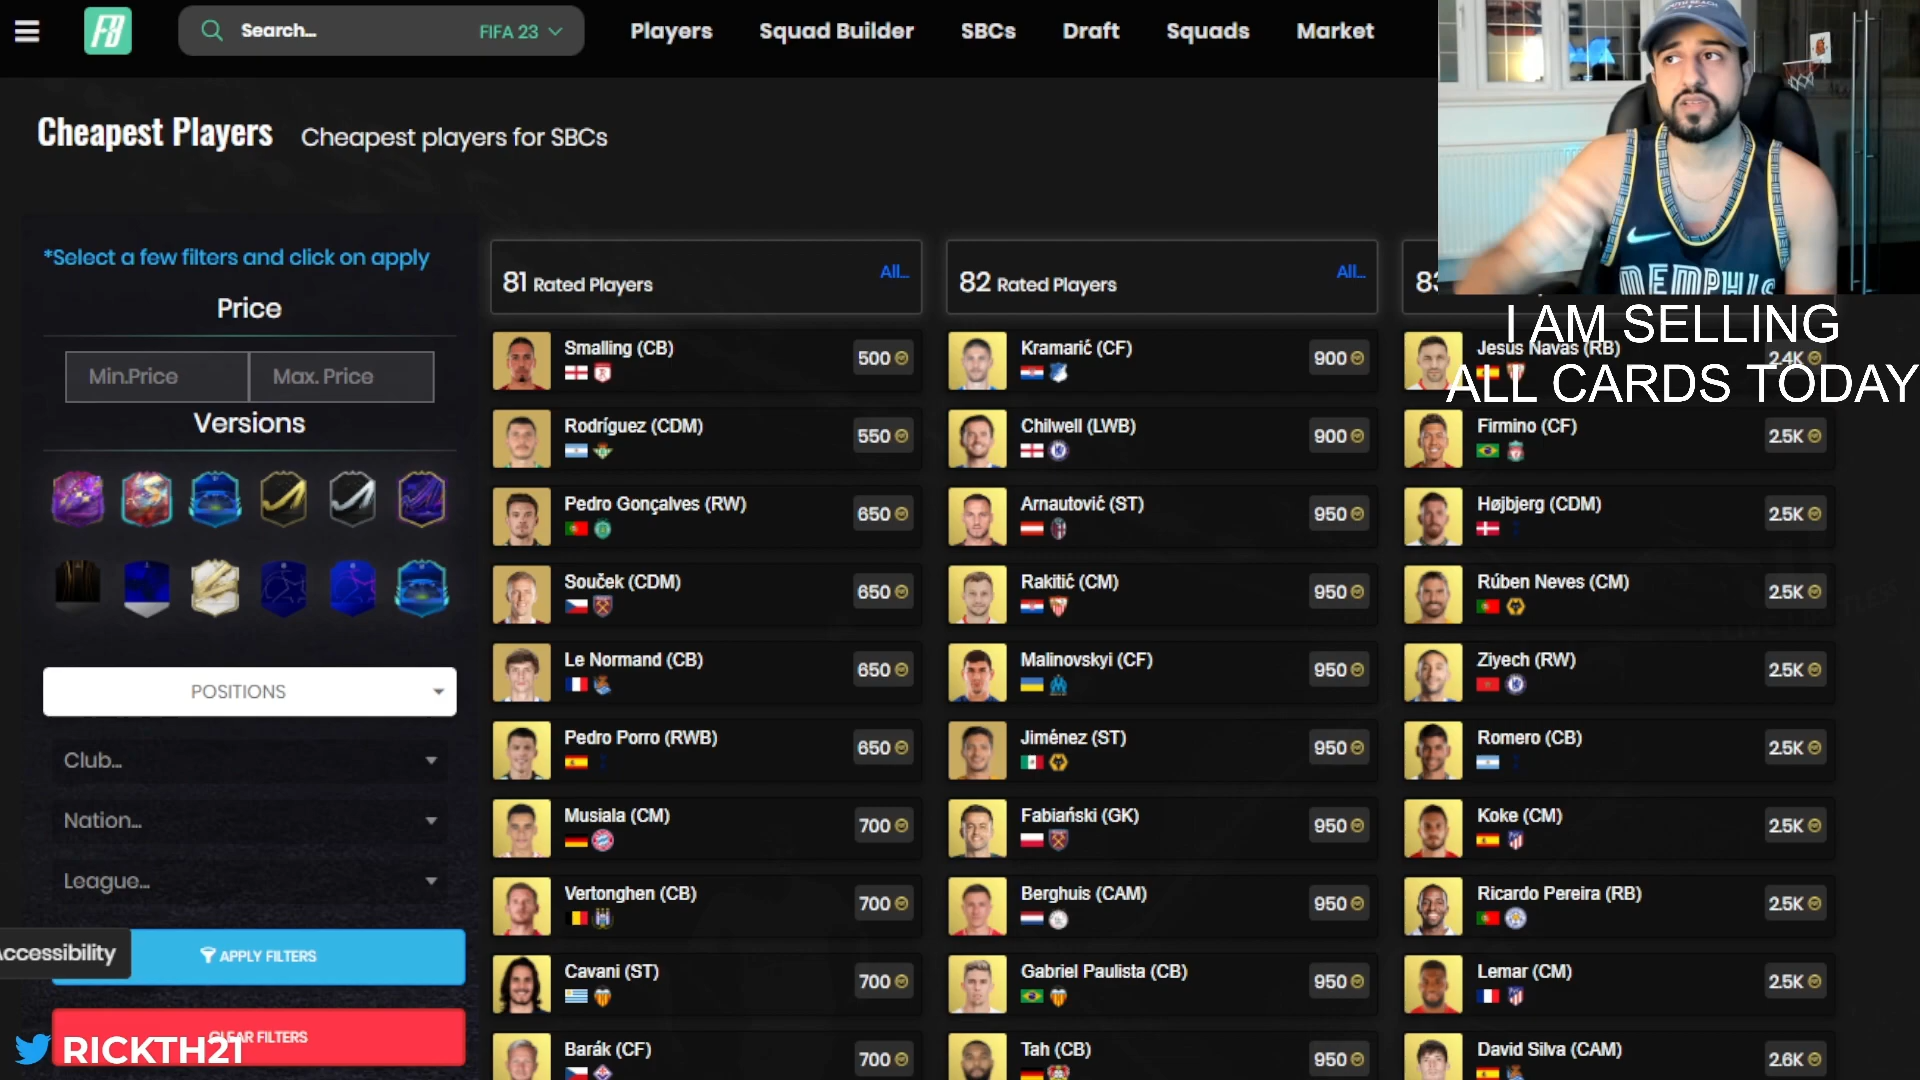 Search...
FIFA 23
Players
Squad Builder
SBCs
Draft
Squads
Market
Cheapest Players
Cheapest players for SBCs
*Select a few filters and click on apply
Price
Min.Price
Max. Price
Versions
POSITIONS
Club...
Nation...
League...
Accessibility
APPLY FILTERS
CLEAR FILTERS
RICKTH21
81 Rated Players
All...
Smalling (CB)
500
Rodríguez (CDM)
550
Pedro Gonçalves (RW)
650
Souček (CDM)
650
Le Normand (CB)
650
Pedro Porro (RWB)
650
Musiala (CM)
700
Vertonghen (CB)
700
Cavani (ST)
700
Barák (CF)
700
82 Rated Players
All...
Kramarić (CF)
900
Chilwell (LWB)
900
Arnautović (ST)
950
Rakitić (CM)
950
Malinovskyi (CF)
950
Jiménez (ST)
950
Fabiański (GK)
950
Berghuis (CAM)
950
Gabriel Paulista (CB)
950
Tah (CB)
950
MEMPHIS
I AM SELLING
ALL CARDS TODAY
Jesus Navas (RB)
2.4K
Firmino (CF)
2.5K
Højbjerg (CDM)
2.5K
Rúben Neves (CM)
2.5K
Ziyech (RW)
2.5K
Romero (CB)
2.5K
Koke (CM)
2.5K
Ricardo Pereira (RB)
2.5K
Lemar (CM)
2.5K
David Silva (CAM)
2.6K